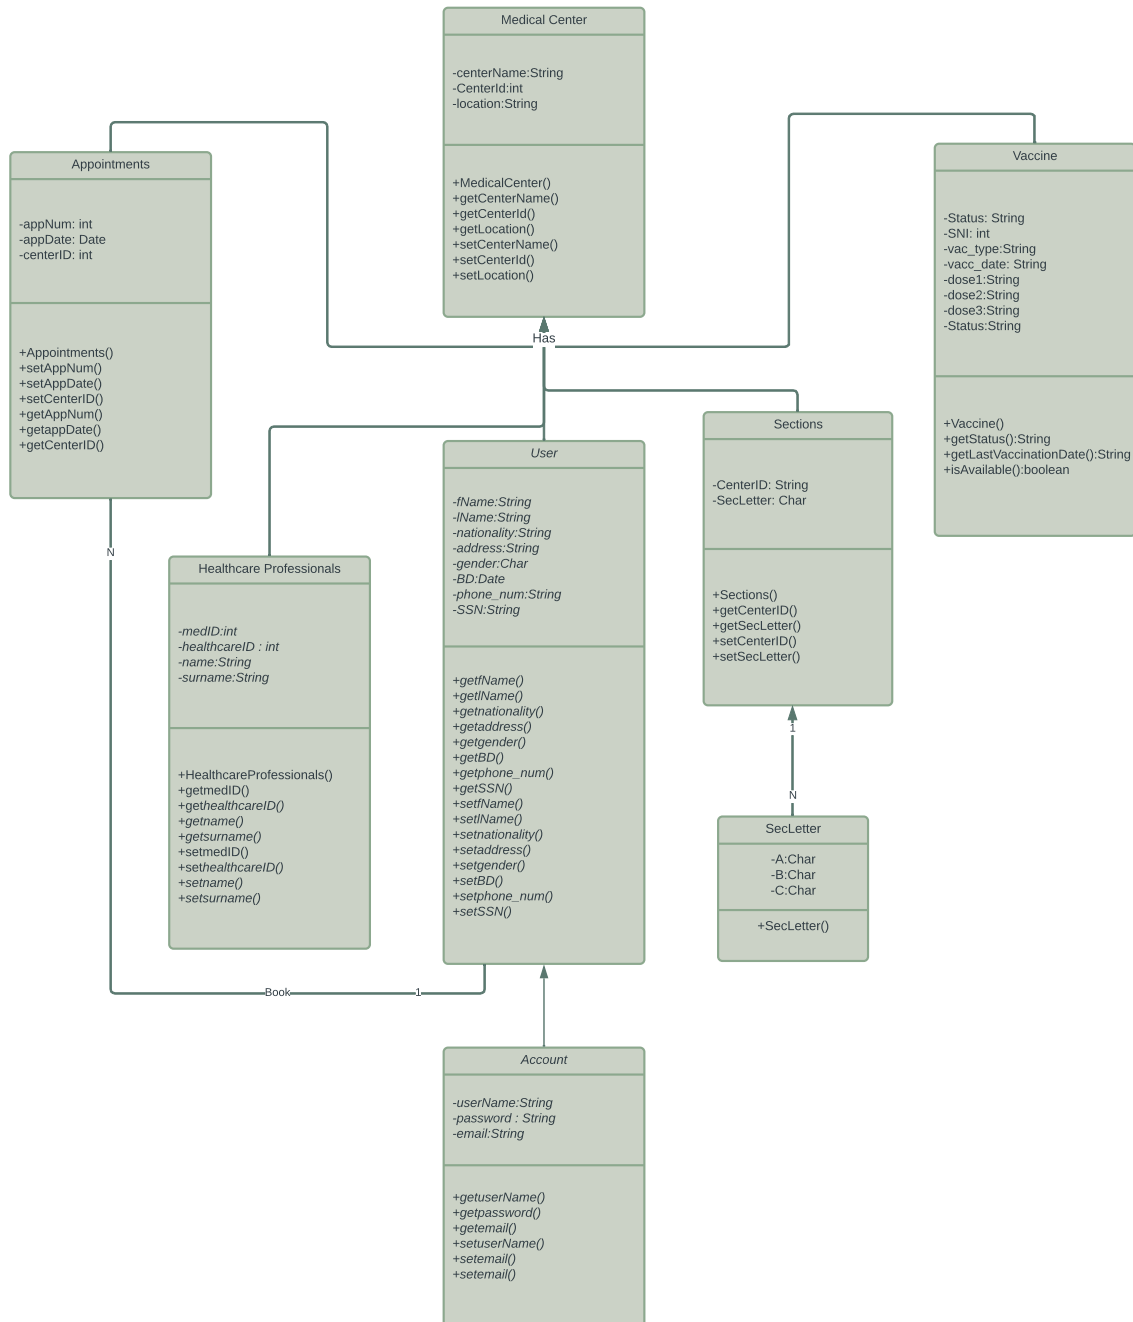 Medical Center
-centerName:String
-CenterId:int
-location:String
+MedicalCenter()
+getCenterName()
+getCenterId()
+getLocation()
+setCenterName()
+setCenterId()
+setLocation()
Appointments
-appNum: int
-appDate: Date
-centerID: int
+Appointments()
+setAppNum()
+setAppDate()
+setCenterID()
+getAppNum()
+getappDate()
+getCenterID()
Vaccine
-Status: String
-SNI: int
-vac_type:String
-vacc_date: String
-dose1:String
-dose2:String
-dose3:String
-Status:String
+Vaccine()
+getStatus():String
+getLastVaccinationDate():String
+isAvailable():boolean
Has
Healthcare Professionals
-medID:int
-healthcareID : int
-name:String
-surname:String
+HealthcareProfessionals()
+getmedID()
+gethealthcareID()
+getname()
+getsurname()
+setmedID()
+sethealthcareID()
+setname()
+setsurname()
User
-fName:String
-lName:String
-nationality:String
-address:String
-gender:Char
-BD:Date
-phone_num:String
-SSN:String
+getfName()
+getlName()
+getnationality()
+getaddress()
+getgender()
+getBD()
+getphone_num()
+getSSN()
+setfName()
+setlName()
+setnationality()
+setaddress()
+setgender()
+setBD()
+setphone_num()
+setSSN()
Sections
-CenterID: String
-SecLetter: Char
+Sections()
+getCenterID()
+getSecLetter()
+setCenterID()
+setSecLetter()
1
N
SecLetter
-A:Char
-B:Char
-C:Char
+SecLetter()
N
Book
1
Account
-userName:String
-password : String
-email:String
+getuserName()
+getpassword()
+getemail()
+setuserName()
+setemail()
+setemail()